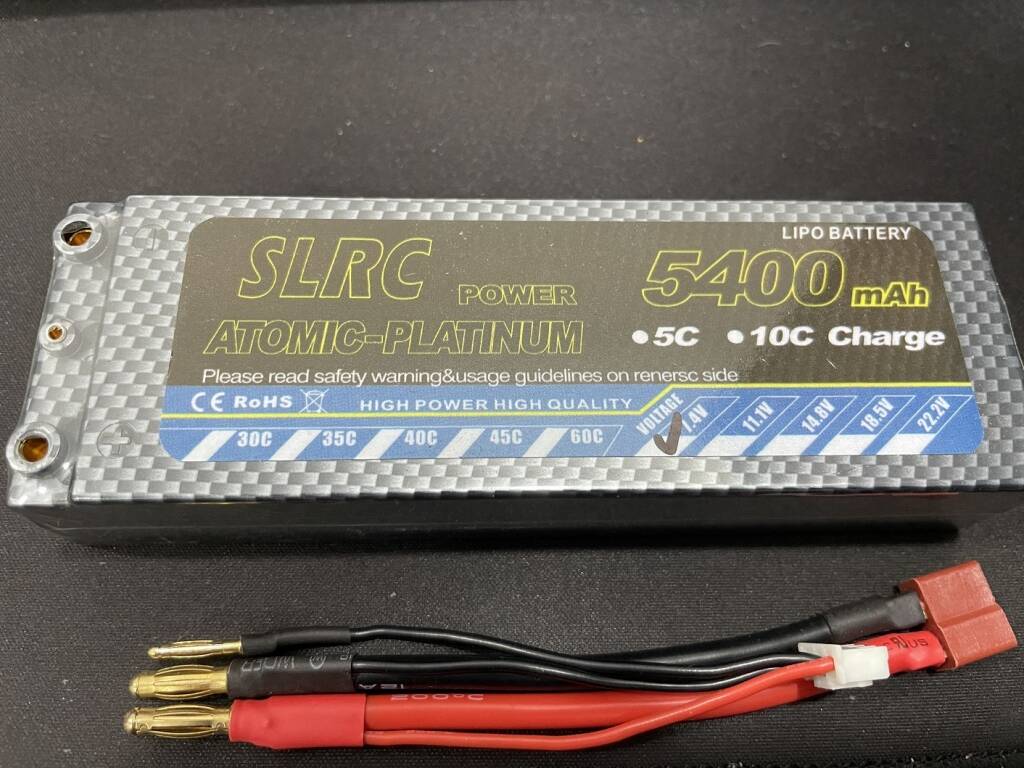 LIPO BATTERY
SLRC POWER
5400 mAh
ATOMIC-PLATINUM
5C 10C Charge
Please read safety warning&usage guidelines on renersc side
CE RoHS HIGH POWER HIGH QUALITY
30C 35C 40C 45C 60C
VOLTAGE 7.4V 11.1V 14.8V 18.5V 22.2V